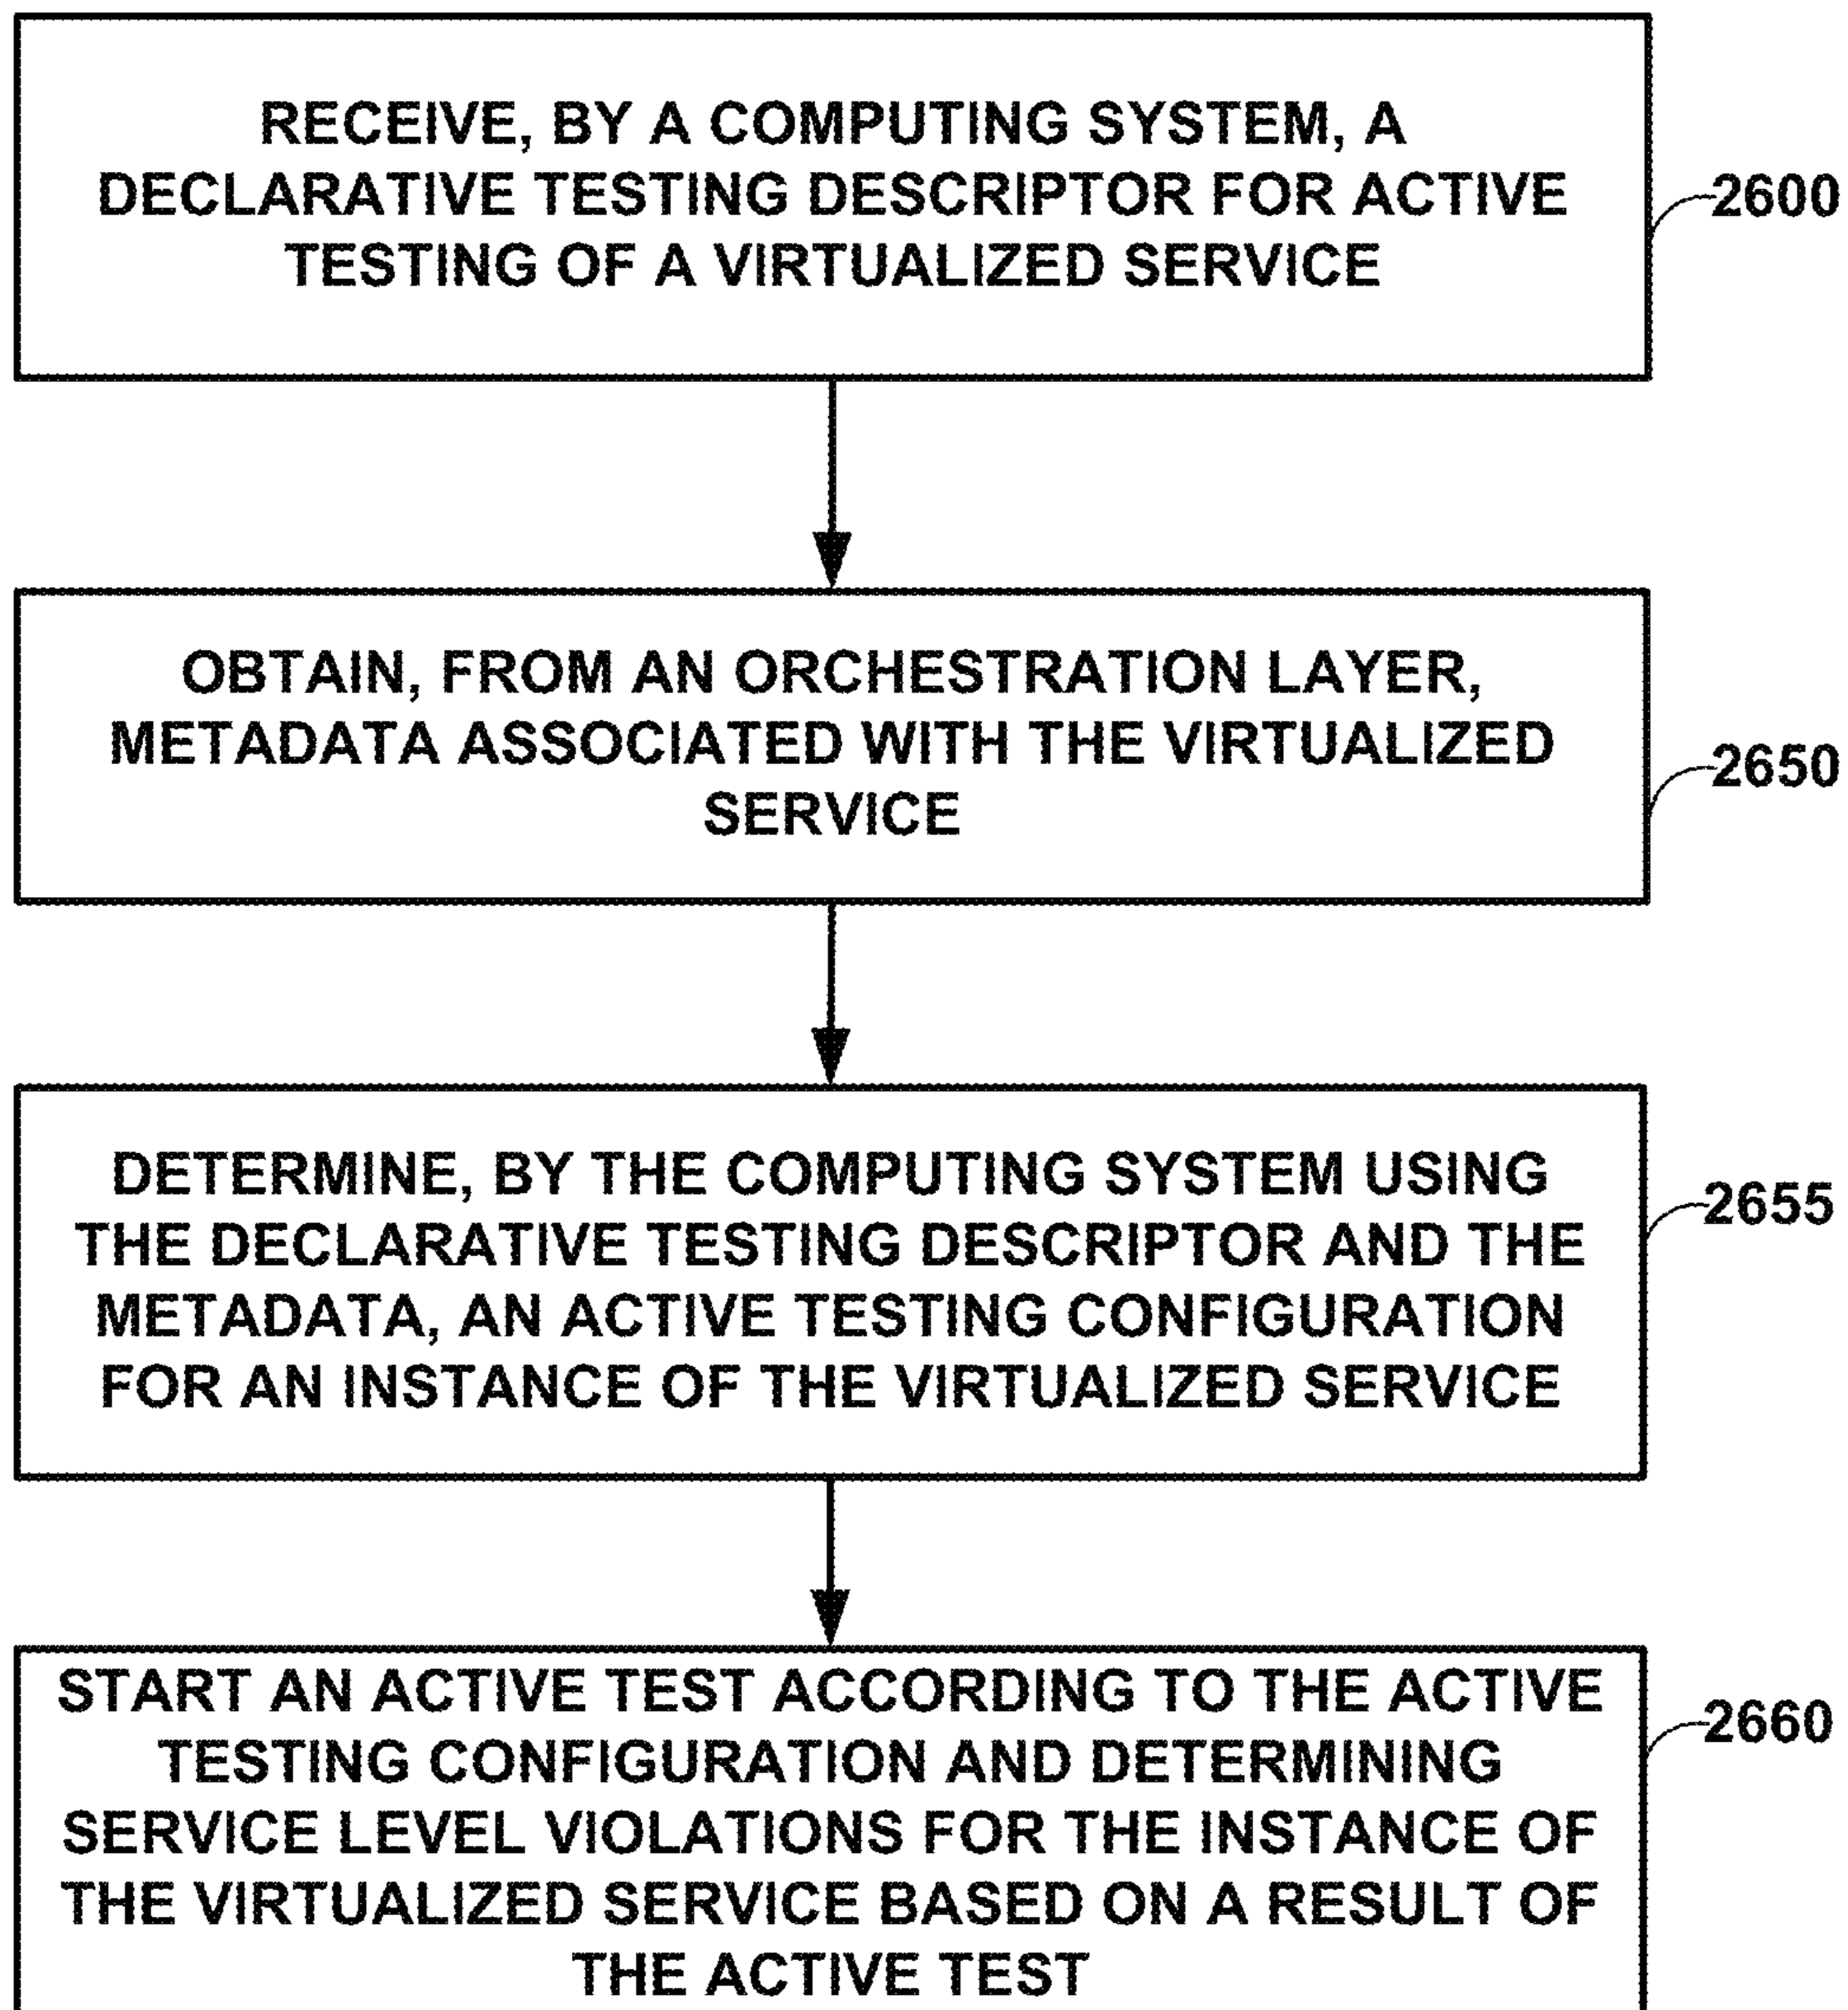 RECEIVE, BY A COMPUTING SYSTEM, A
DECLARATIVE TESTING DESCRIPTOR FOR ACTIVE
TESTING OF A VIRTUALIZED SERVICE
2600
OBTAIN, FROM AN ORCHESTRATION LAYER,
METADATA ASSOCIATED WITH THE VIRTUALIZED
SERVICE
2650
DETERMINE, BY THE COMPUTING SYSTEM USING
THE DECLARATIVE TESTING DESCRIPTOR AND THE
METADATA, AN ACTIVE TESTING CONFIGURATION
FOR AN INSTANCE OF THE VIRTUALIZED SERVICE
2655
START AN ACTIVE TEST ACCORDING TO THE ACTIVE
TESTING CONFIGURATION AND DETERMINING
SERVICE LEVEL VIOLATIONS FOR THE INSTANCE OF
THE VIRTUALIZED SERVICE BASED ON A RESULT OF
THE ACTIVE TEST
2660